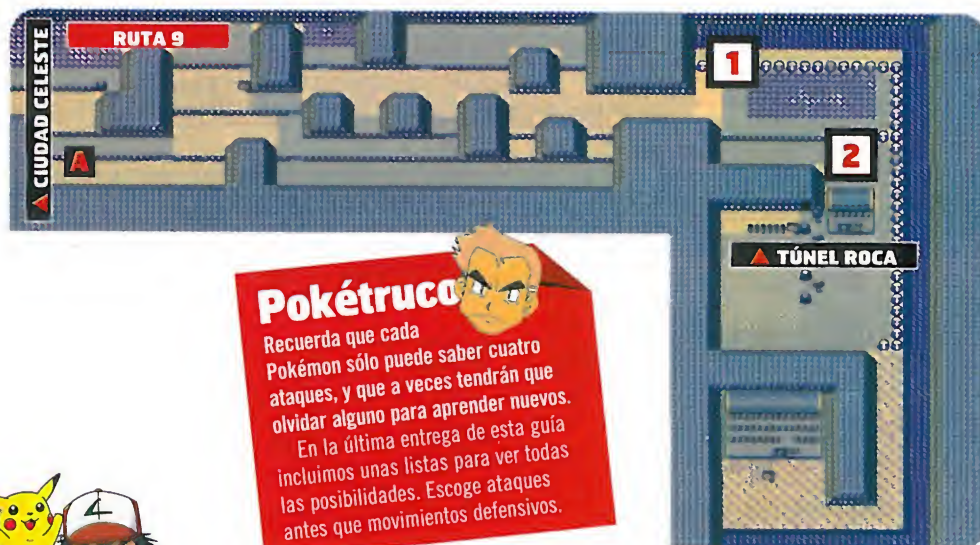 RUTA 9
CIUDAD CELESTE
A
1
2
TÚNEL ROCA
Pokétruco
Recuerda que cada
Pokémon sólo puede saber cuatro
ataques, y que a veces tendrán que
olvidar alguno para aprender nuevos.
En la última entrega de esta guía
incluimos unas listas para ver todas
las posibilidades. Escoge ataques
antes que movimientos defensivos.